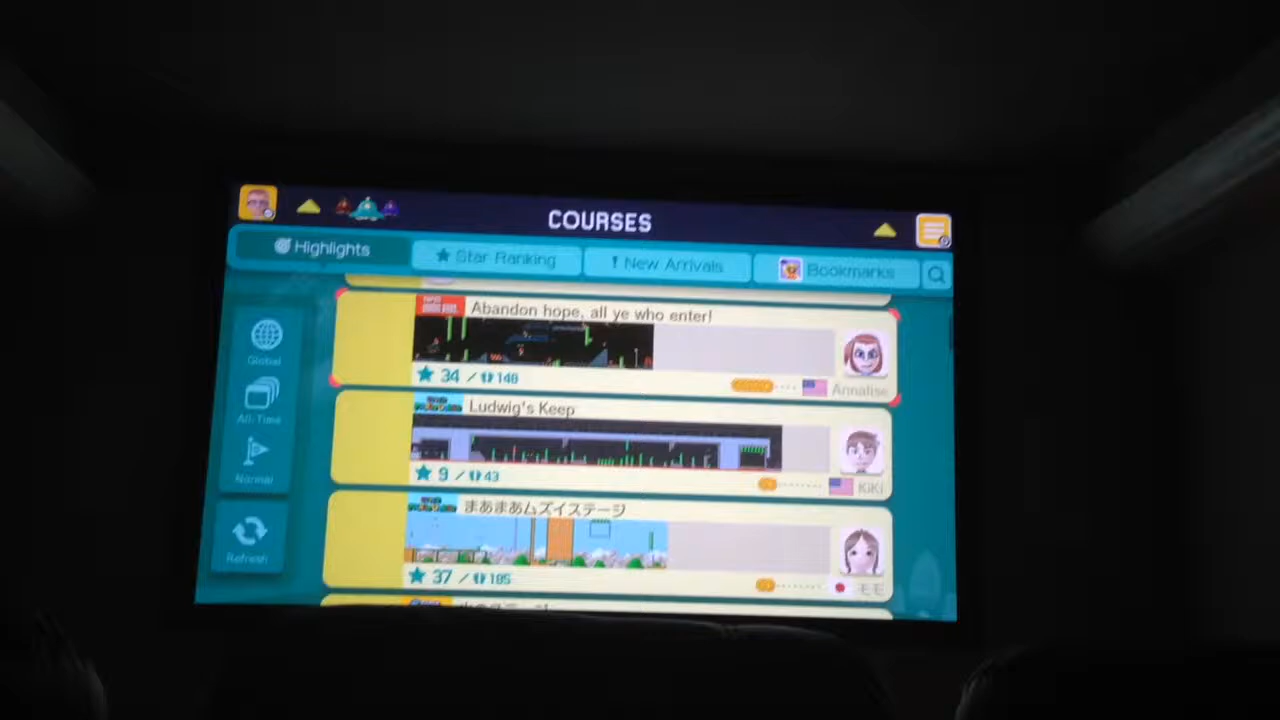 COURSES
Highlights
Star Ranking
New Arrivals
Bookmarks
Global
All-Time
Normal
Refresh
Abandon hope, all ye who enter!
34 / 148
Annalise
Ludwig's Keep
9 / 43
KiKi
まあまあムズイステージ
37 / 185
モモ